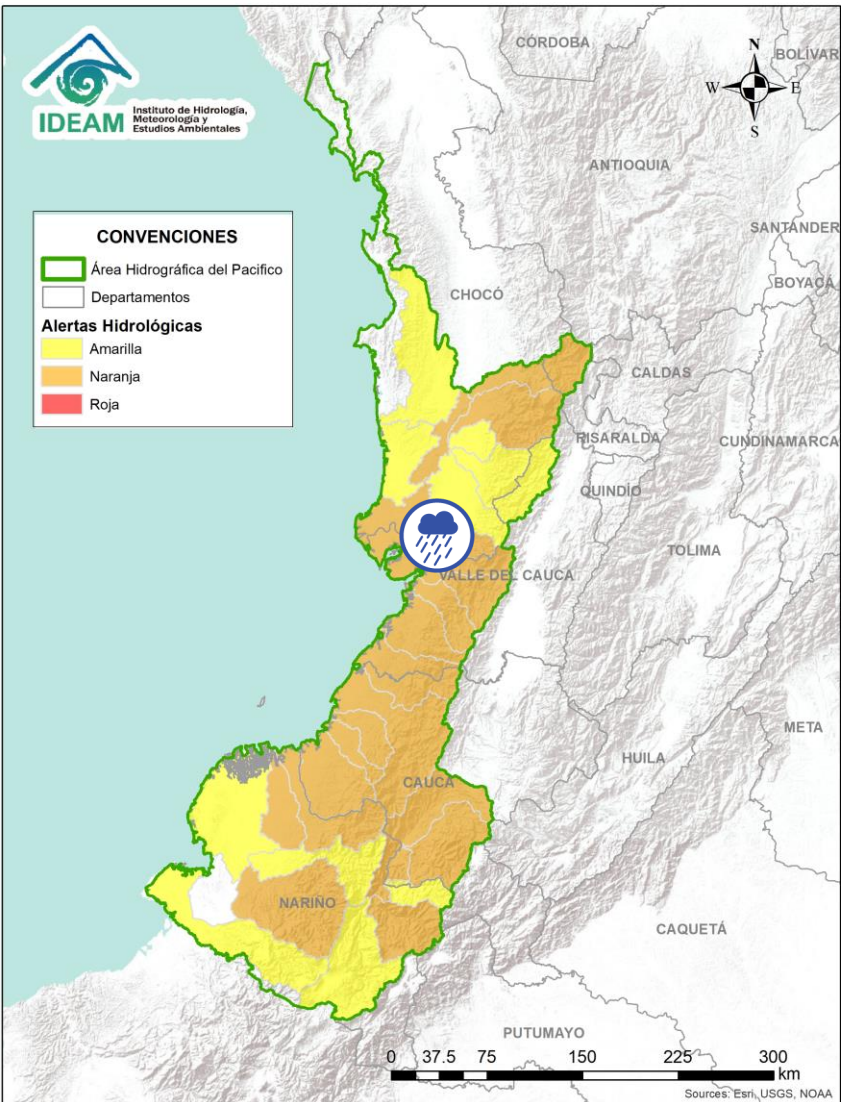 IDEAM
Instituto de Hidrología,
Meteorología y
Estudios Ambientales
N
W
E
S
CÓRDOBA
BOLÍVAR
ANTIOQUIA
SANTANDER
BOYACÁ
CHOCÓ
CALDAS
RISARALDA
CUNDINAMARCA
QUINDÍO
TOLIMA
VALLE DEL CAUCA
META
HUILA
CAUCA
NARIÑO
CAQUETÁ
PUTUMAYO
CONVENCIONES
Área Hidrográfica del Pacifico
Departamentos
Alertas Hidrológicas
Amarilla
Naranja
Roja
0 37.5 75 150 225 300
km
Sources: Esri, USGS, NOAA